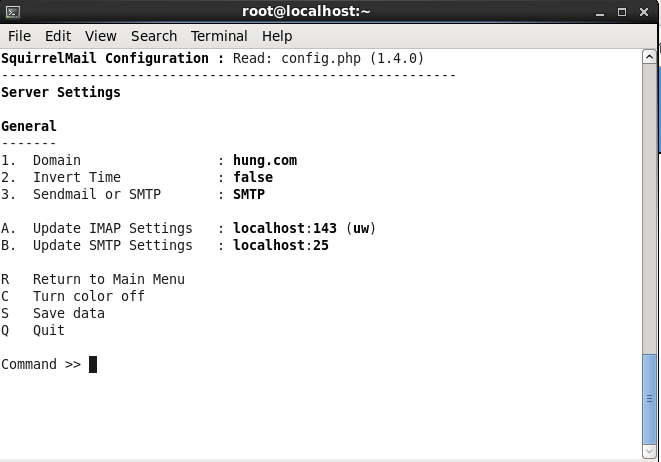 root@localhost:~
File Edit View Search Terminal Help
SquirrelMail Configuration : Read: config.php (1.4.0)
---------------------------------------------------------
Server Settings
General
-------
1. Domain : hung.com
2. Invert Time : false
3. Sendmail or SMTP : SMTP
A. Update IMAP Settings : localhost:143 (uw)
B. Update SMTP Settings : localhost:25
R Return to Main Menu
C Turn color off
S Save data
Q Quit
Command >>